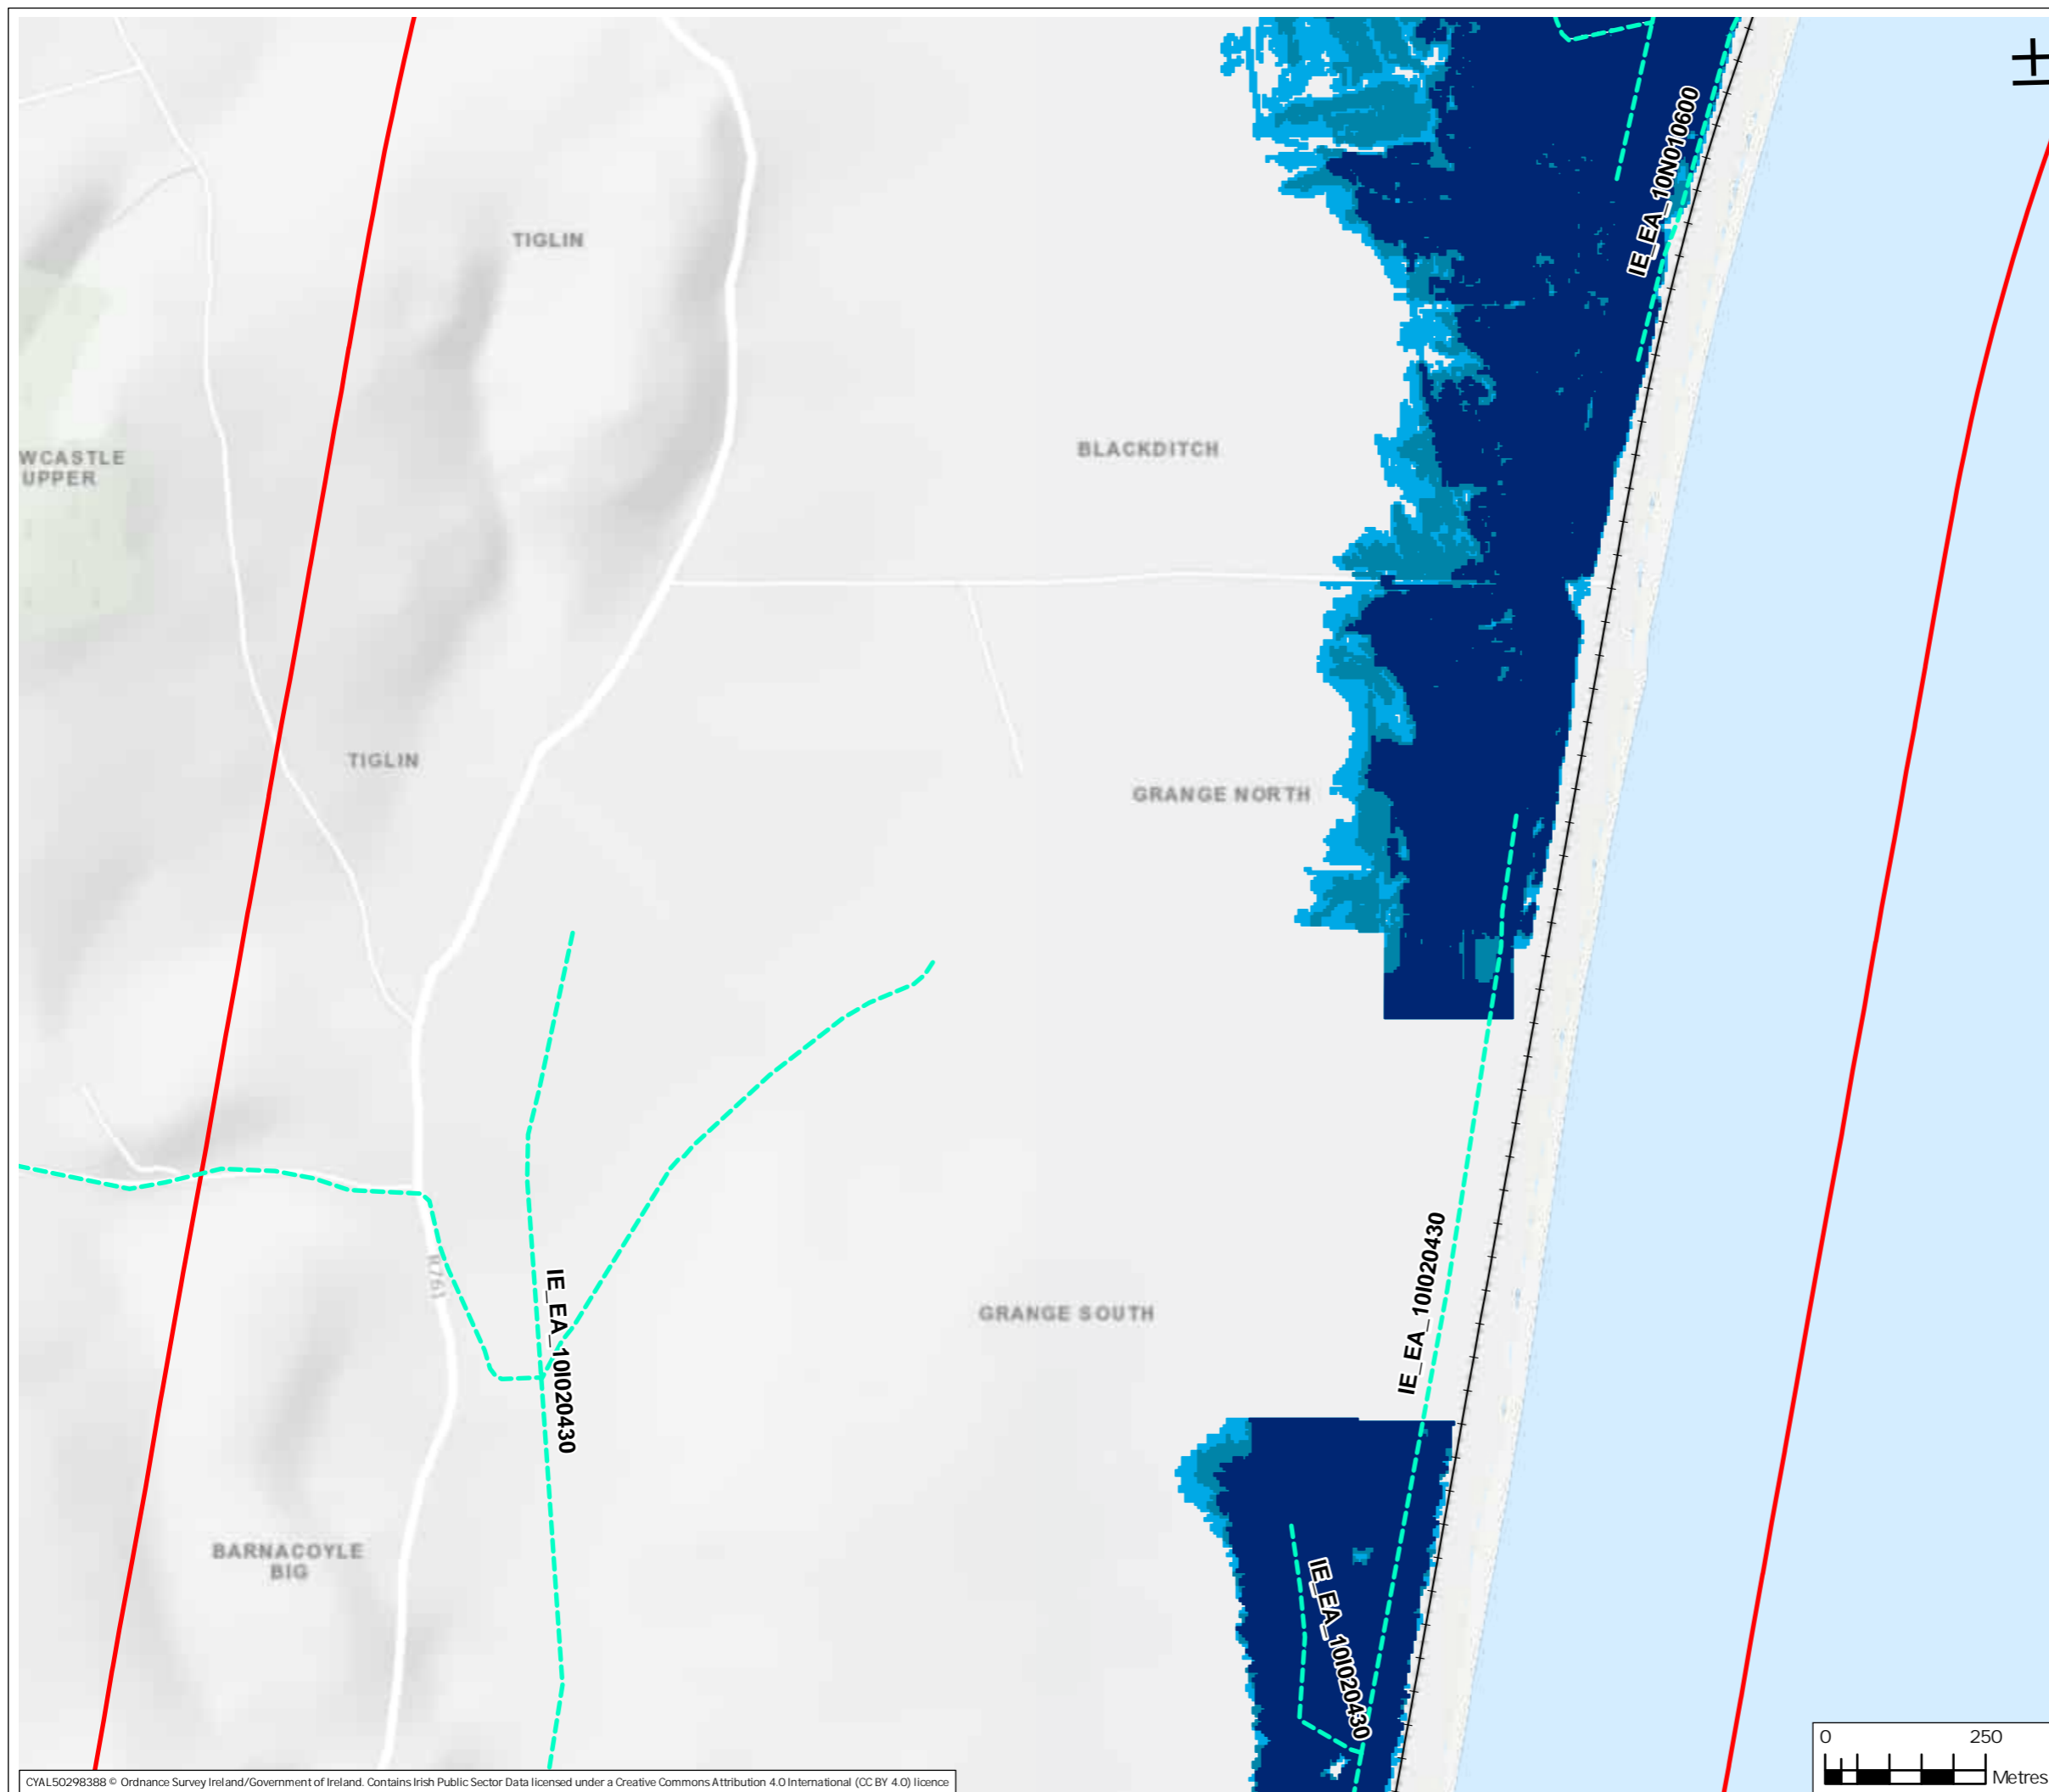 IE_EA_10N010600
TIGLIN
BLACKDITCH
WCASTLE
UPPER
TIGLIN
GRANGE NORTH
IE_EA_10I020430
R761
GRANGE SOUTH
IE_EA_10I020430
BARNACOYLE
BIG
IE_EA_10I020430
0 250
Metres
CYAL50298388 © Ordnance Survey Ireland/Government of Ireland. Contains Irish Public Sector Data licensed under a Creative Commons Attribution 4.0 International (CC BY 4.0) licence